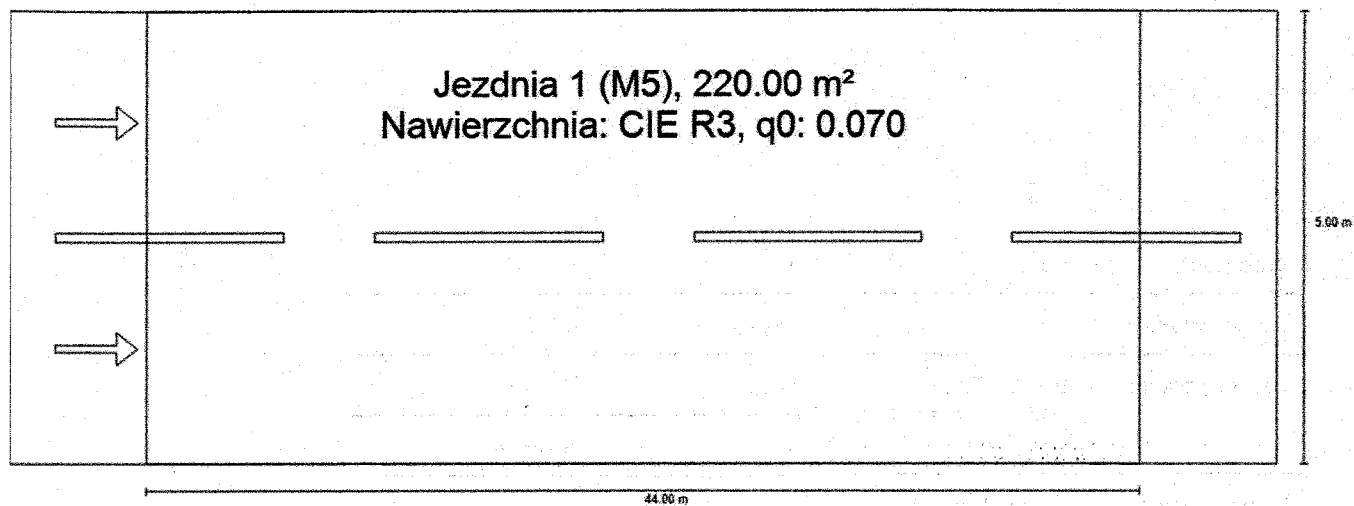 Jezdnia 1 (M5), 220.00 m²
Nawierzchnia: CIE R3, q0: 0.070
5.00 m
44.00 m